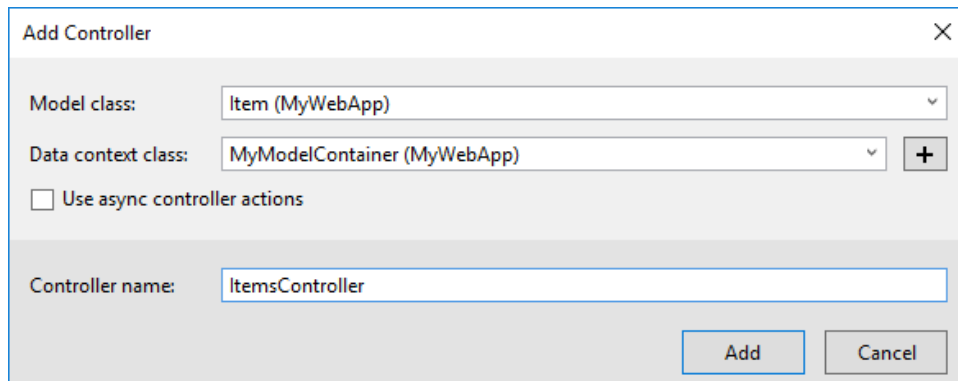 Add Controller
Model class: Item (MyWebApp)
Data context class: MyModelContainer (MyWebApp) +
Use async controller actions
Controller name: ItemsController
Add Cancel